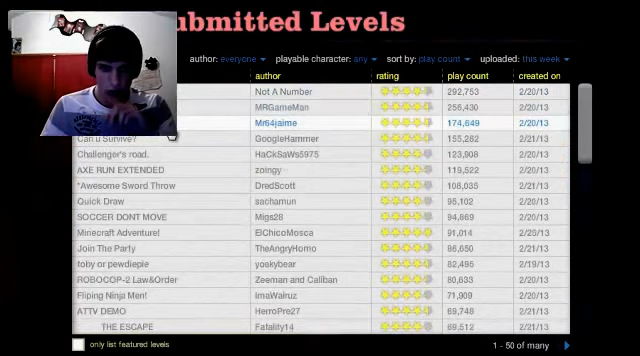 ubmitted Levels
author: everyone playable character: any sort by: play count uploaded: this week
author rating play count created on
Not A Number 292,753 2/20/13
MRGameMan 256,430 2/20/13
Mr64jaime 174,649 2/20/13
Can u Survive? GoogleHammer 155,282 2/21/13
Challenger's road. HaCkSaWs5975 123,908 2/20/13
AXE RUN EXTENDED zoingy 119,522 2/20/13
*Awesome Sword Throw DredScott 108,035 2/21/13
Quick Draw sachamun 95,102 2/20/13
SOCCER DONT MOVE Migs28 94,869 2/20/13
Minecraft Adventure! ElChicoMosca 91,014 2/25/13
Join The Party TheAngryHomo 86,650 2/21/13
toby or pewdiepie yoskybear 82,495 2/19/13
ROBOCOP-2 Law&Order Zeeman and Caliban 80,633 2/20/13
Fliping Ninja Men! ImaWalruz 71,909 2/20/13
ATTV DEMO HerroPre27 69,748 2/21/13
THE ESCAPE Fatality14 69,512 2/21/13
only list featured levels 1 - 50 of many